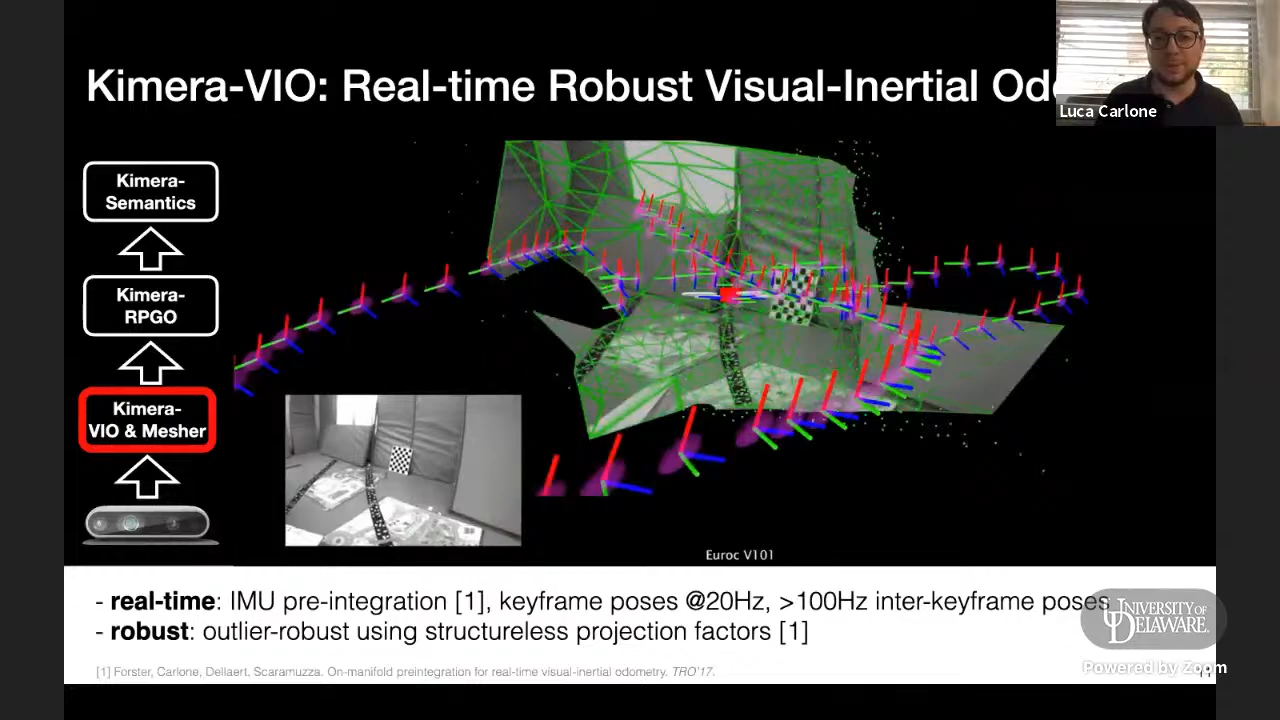 Kimera-VIO: Real-time Robust Visual-Inertial Odo
Luca Carlone
Kimera-
Semantics
Kimera-
RPGO
Kimera-
VIO & Mesher
Euroc V101
- real-time: IMU pre-integration [1], keyframe poses @20Hz, >100Hz inter-keyframe poses
- robust: outlier-robust using structureless projection factors [1]
[1] Forster, Carlone, Dellaert, Scaramuzza. On-manifold preintegration for real-time visual-inertial odometry. TRO'17.
UNIVERSITY OF
DELAWARE.
Powered by Zoom